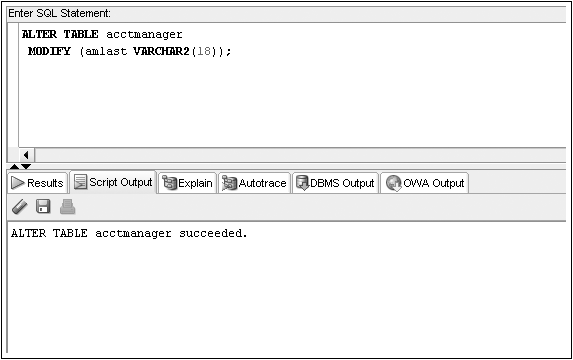 Enter SQL Statement:
ALTER TABLE acctmanager
MODIFY (amlast VARCHAR2(18));
Results Script Output Explain Autotrace DBMS Output OWA Output
ALTER TABLE acctmanager succeeded.